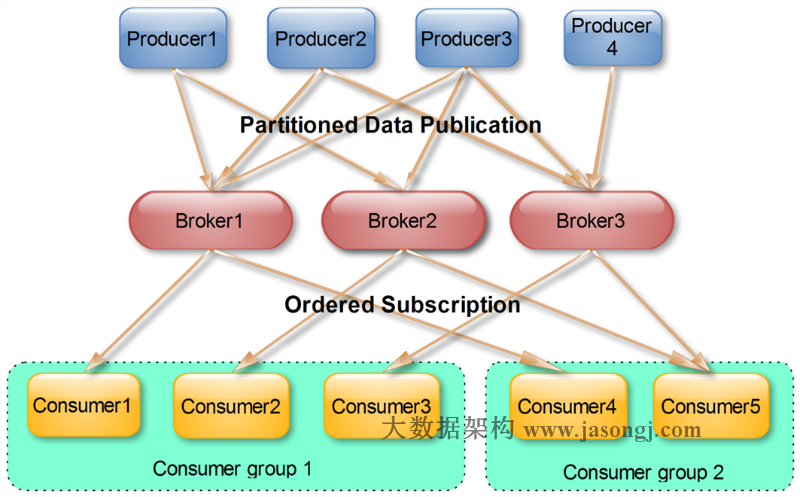 Producer1
Producer2
Producer3
Producer
4
Partitioned Data Publication
Broker1
Broker2
Broker3
Ordered Subscription
Consumer1
Consumer2
Consumer3
Consumer4
Consumer5
大数据架构 www.jasongj.com
Consumer group 1
Consumer group 2